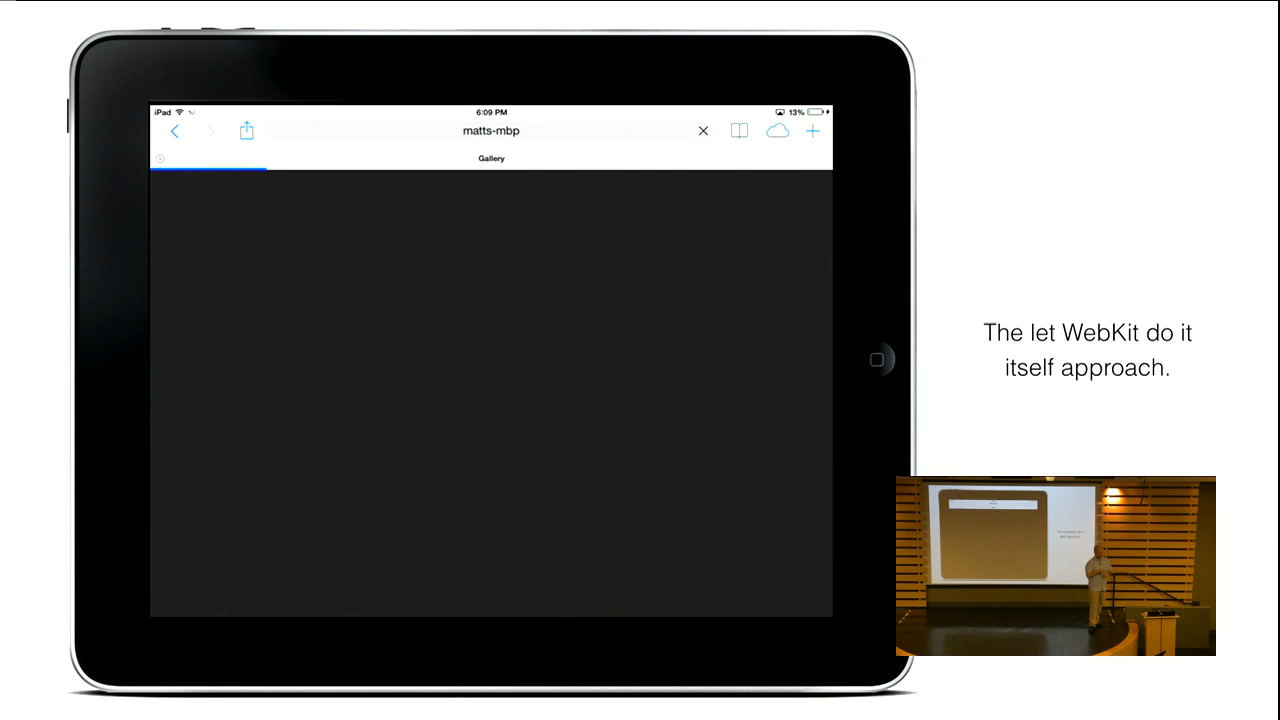 iPad
6:09 PM
13%
matts-mbp
Gallery
The let WebKit do it
itself approach.